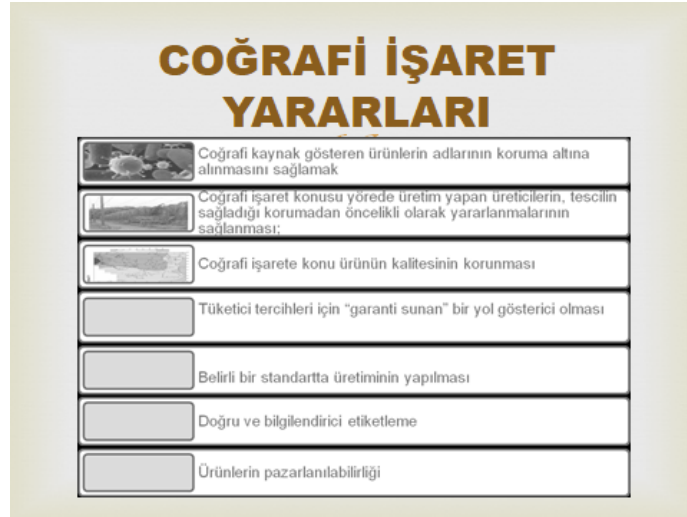 COĞRAFİ İŞARET
YARARLARI
Coğrafi kaynak gösteren ürünlerin adlarının koruma altına
alınmasını sağlamak
Coğrafi işaret konusu yörede üretim yapan üreticilerin, tescilin
sağladığı korumadan öncelikli olarak yararlanmalarının
sağlanması;
Coğrafi işarete konu ürünün kalitesinin korunması
Tüketici tercihleri için “garanti sunan” bir yol gösterici olması
Belirli bir standartta üretiminin yapılması
Doğru ve bilgilendirici etiketleme
Ürünlerin pazarlanılabilirliği